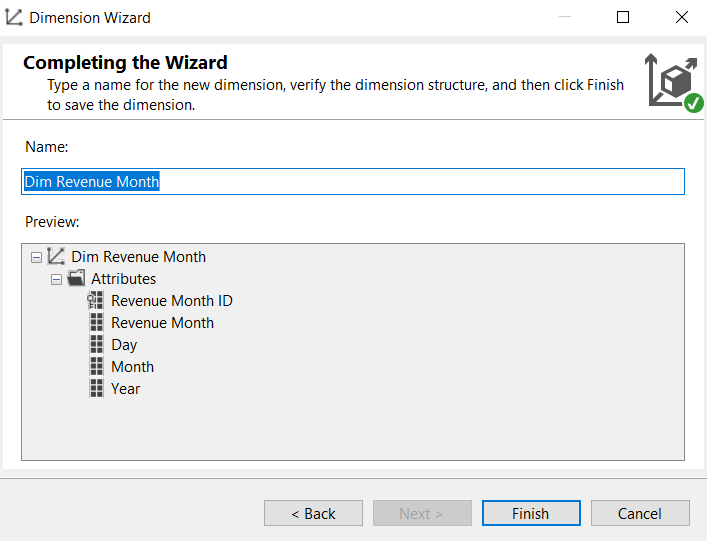 Dimension Wizard
Completing the Wizard
Type a name for the new dimension, verify the dimension structure, and then click Finish
to save the dimension.
Name:
Dim Revenue Month
Preview:
Dim Revenue Month
Attributes
Revenue Month ID
Revenue Month
Day
Month
Year
< Back
Next >
Finish
Cancel